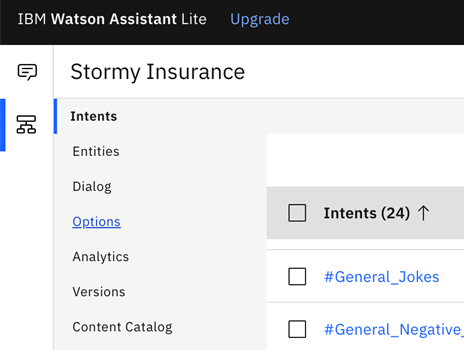 IBM Watson Assistant Lite Upgrade
Stormy Insurance
Intents
Entities
Dialog
Options
Analytics
Versions
Content Catalog
Intents (24) ↑
#General_Jokes
#General_Negative_